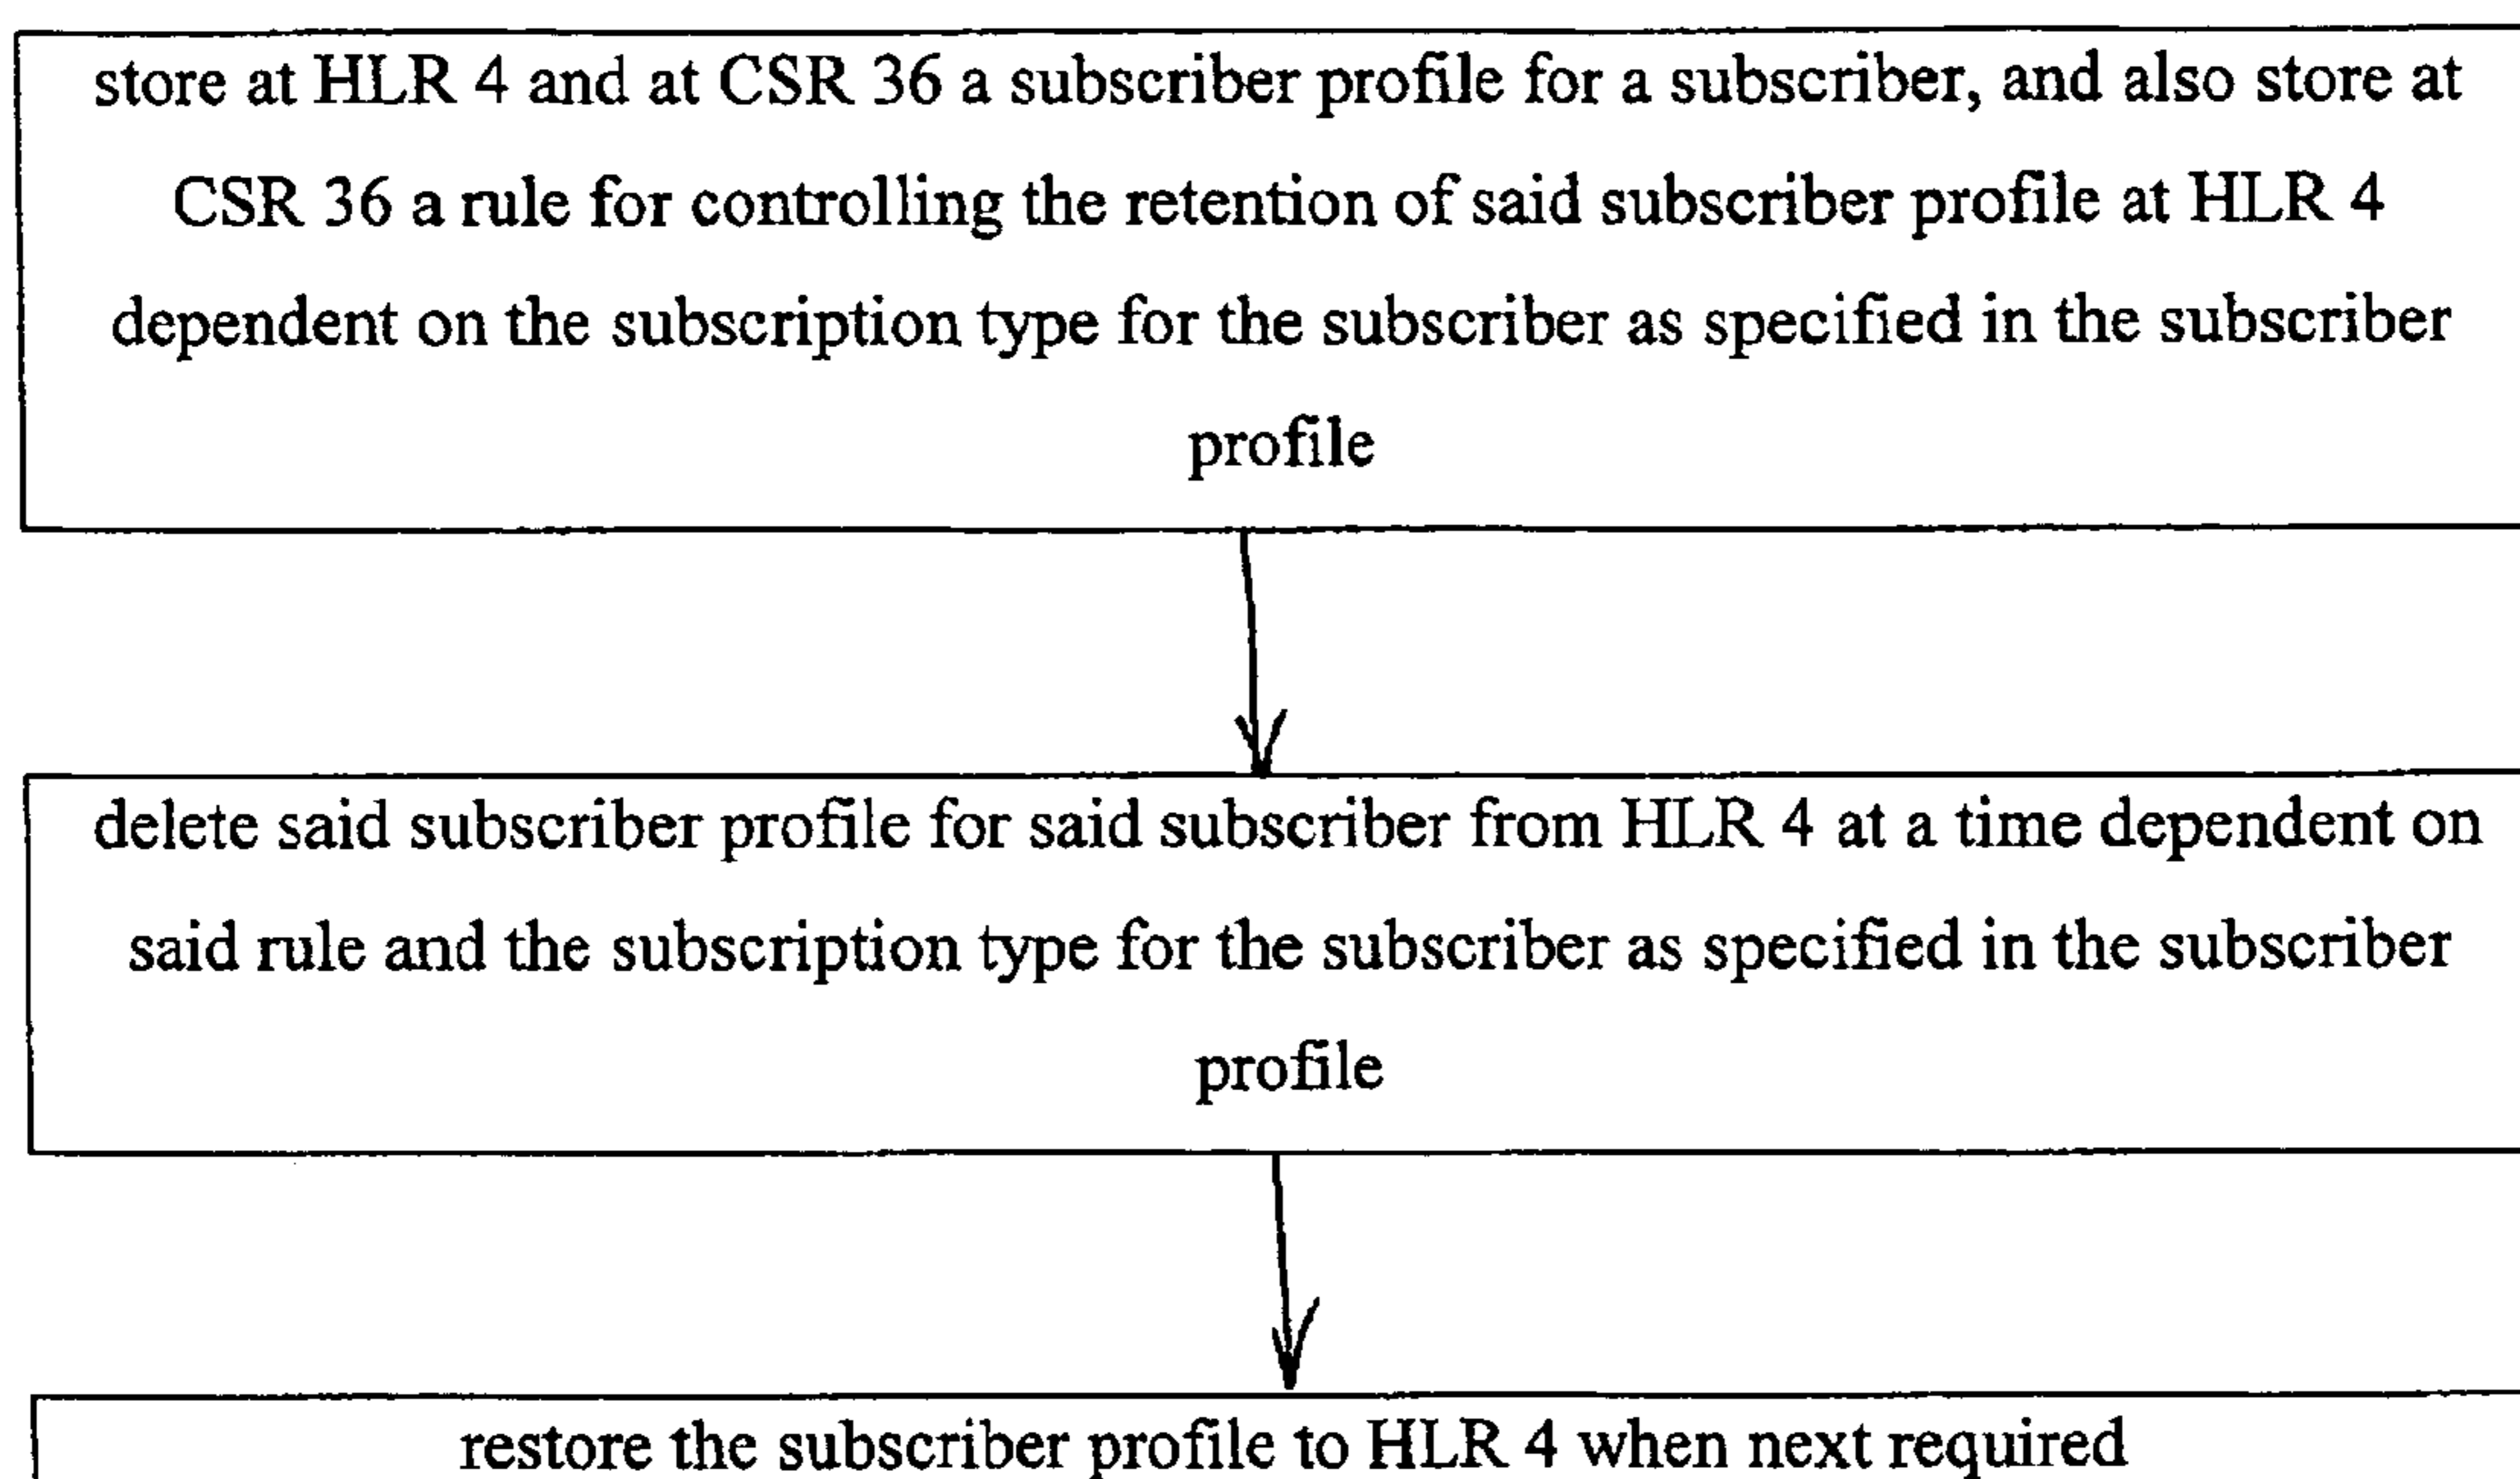 store at HLR 4 and at CSR 36 a subscriber profile for a subscriber, and also store at
CSR 36 a rule for controlling the retention of said subscriber profile at HLR 4
dependent on the subscription type for the subscriber as specified in the subscriber
profile
delete said subscriber profile for said subscriber from HLR 4 at a time dependent on
said rule and the subscription type for the subscriber as specified in the subscriber
profile
restore the subscriber profile to HLR 4 when next required